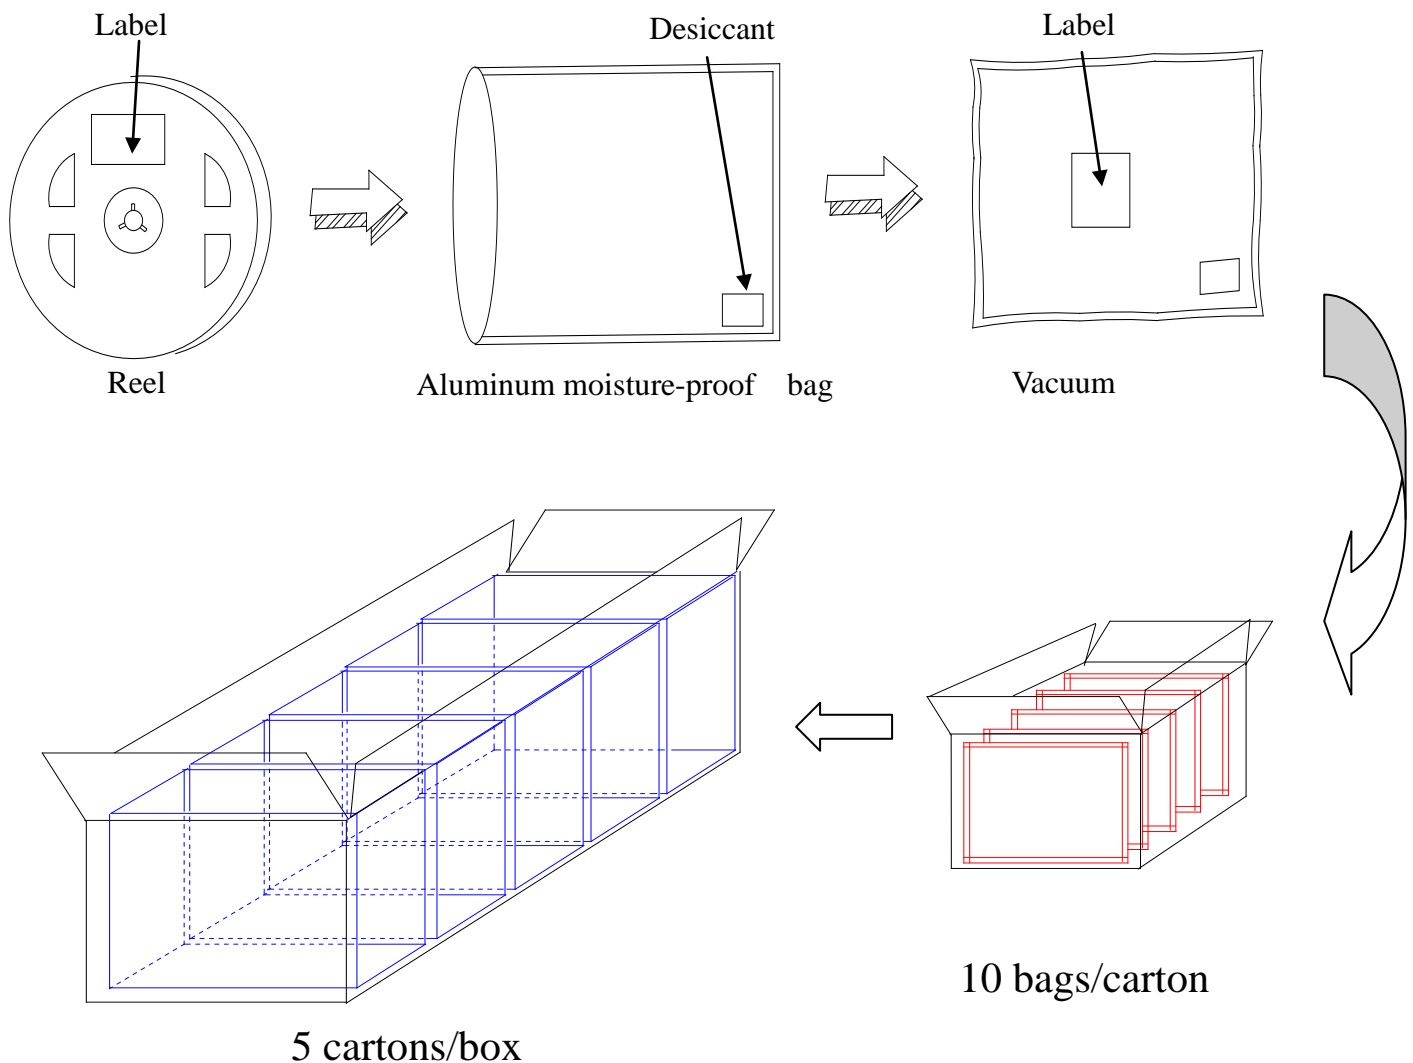 Label
Desiccant
Label
Reel
Aluminum moisture-proof bag
Vacuum
10 bags/carton
5 cartons/box